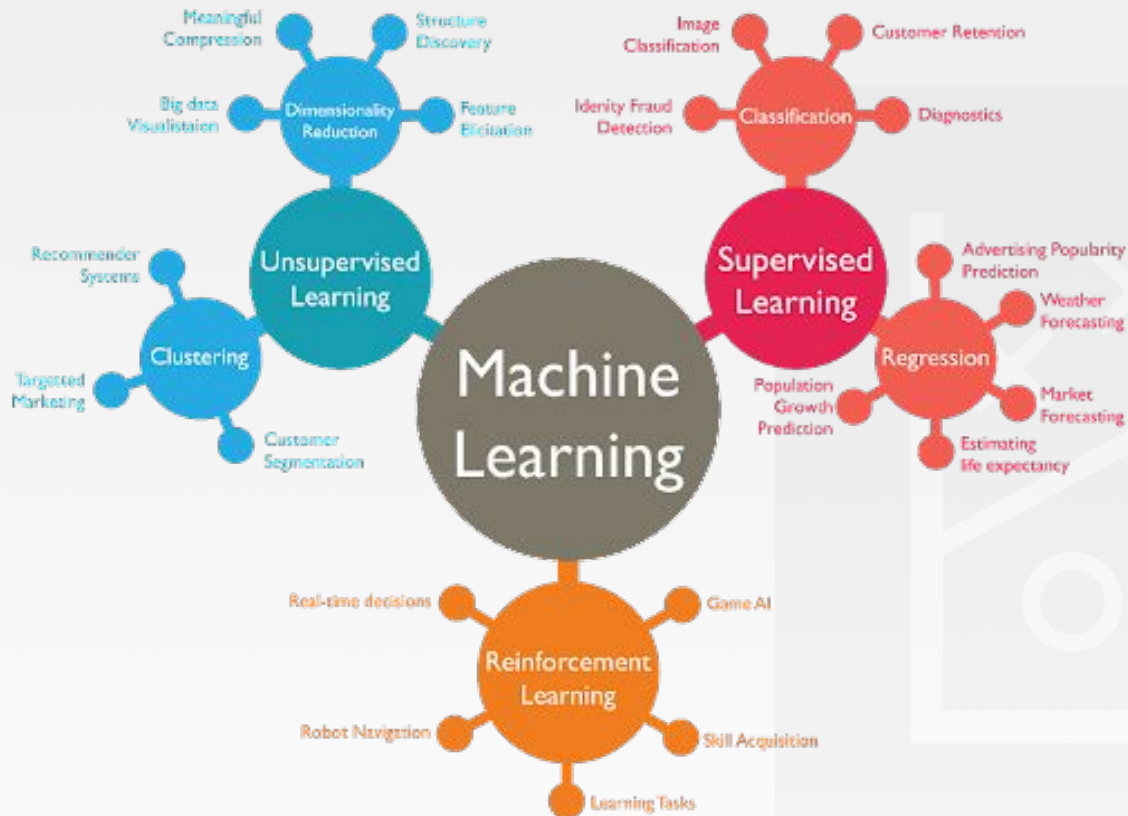 Meaningful
Compression
Structure
Discovery
Big data
Visualistaion
Dimensionality
Reduction
Feature
Elicitation
Image
Classification
Customer Retention
Idenity Fraud
Detection
Classification
Diagnostics
Recommender
Systems
Unsupervised
Learning
Clustering
Targetted
Marketing
Customer
Segmentation
Machine
Learning
Supervised
Learning
Advertising Popularity
Prediction
Weather
Forecasting
Regression
Population
Growth
Prediction
Market
Forecasting
Estimating
life expectancy
Real-time decisions
Game AI
Reinforcement
Learning
Robot Navigation
Skill Acquisition
Learning Tasks